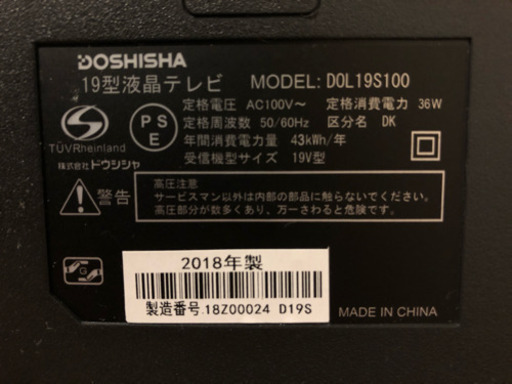 DOSHISHA
19型液晶テレビ MODEL: DOL19S100
定格電圧 AC100V～ 定格消費電力 36W
定格周波数 50/60Hz 区分名 DK
年間消費電力量 43kWh/年
受信機型サイズ 19V型
PS
E
S
TÜVRheinland
株式会社ドウシシャ
警告
高圧注意
サービスマン以外は内部の部品に触らないでください。
高圧部分が数多くあり、万一さわると危険です。
G
2018年製
製造番号.18Z00024 D19S
MADE IN CHINA